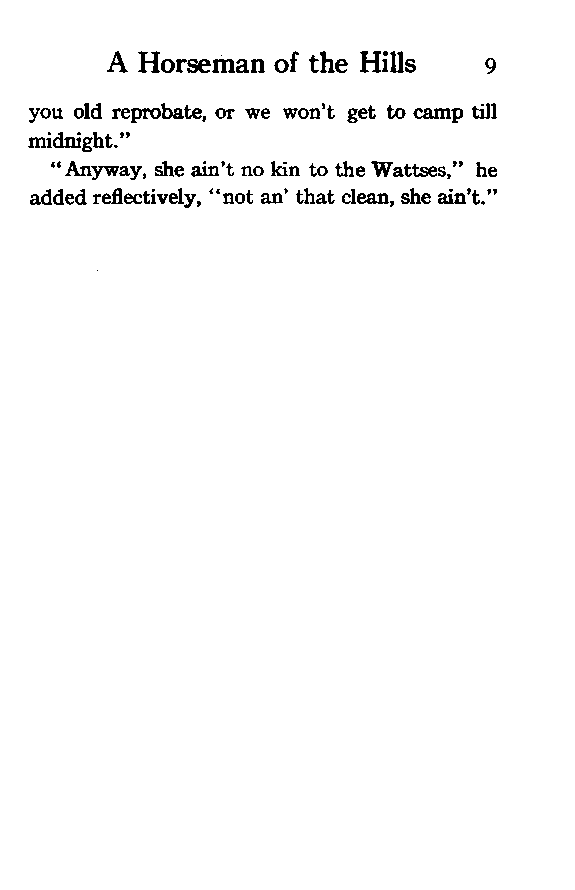 A Horseman of the Hills 9
you old reprobate, or we won't get to camp till
midnight."
"Anyway, she ain't no kin to the Wattses," he
added reflectively, "not an' that clean, she ain't."